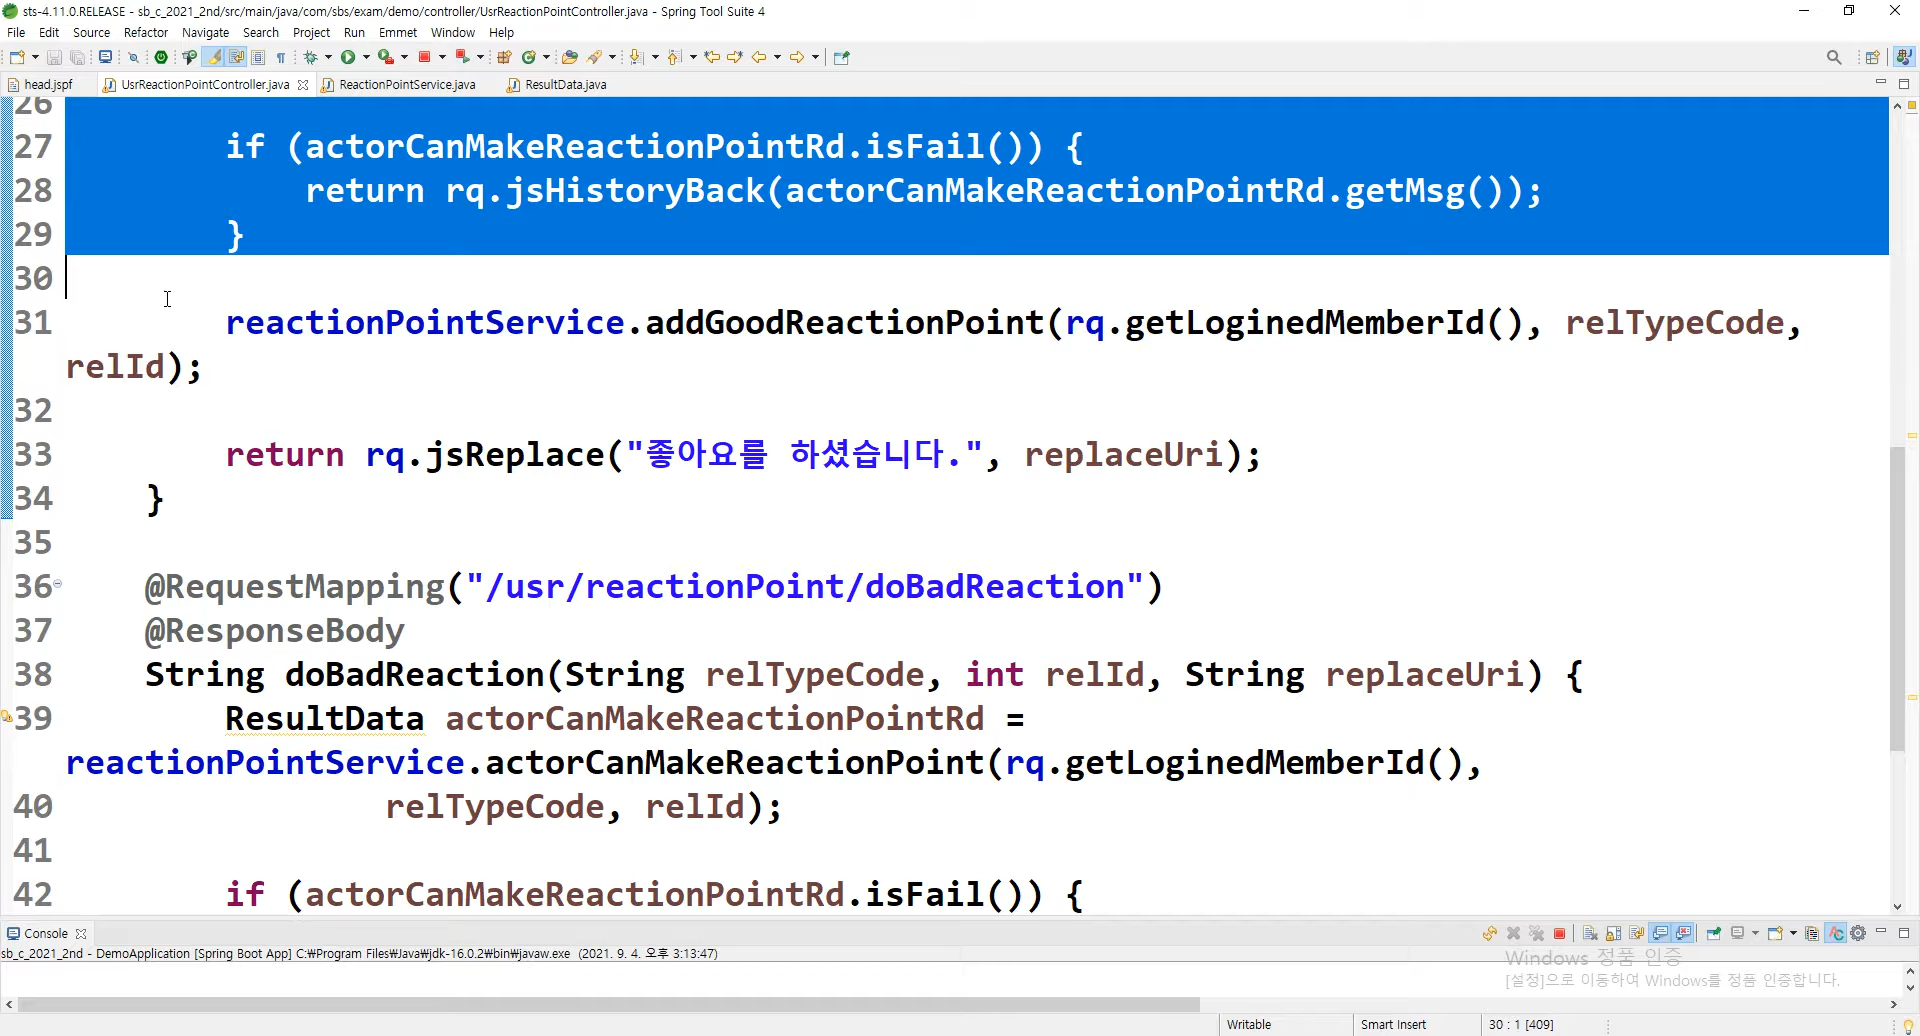 sts-4.11.0.RELEASE - sb_c_2021_2nd/src/main/java/com/sbs/exam/demo/controller/UsrReactionPointController.java - Spring Tool Suite 4
File Edit Source Refactor Navigate Search Project Run Emmet Window Help
head.jspf UsrReactionPointController.java ReactionPointService.java ResultData.java
26
27 if (actorCanMakeReactionPointRd.isFail()) {
28 return rq.jsHistoryBack(actorCanMakeReactionPointRd.getMsg());
29 }
30
31 reactionPointService.addGoodReactionPoint(rq.getLoginedMemberId(), relTypeCode,
relId);
32
33 return rq.jsReplace("좋아요를 하셨습니다.", replaceUri);
34 }
35
36 @RequestMapping("/usr/reactionPoint/doBadReaction")
37 @ResponseBody
38 String doBadReaction(String relTypeCode, int relId, String replaceUri) {
39 ResultData actorCanMakeReactionPointRd =
reactionPointService.actorCanMakeReactionPoint(rq.getLoginedMemberId(),
40 relTypeCode, relId);
41
42 if (actorCanMakeReactionPointRd.isFail()) {
Console
sb_c_2021_2nd - DemoApplication [Spring Boot App] C:₩Program Files₩Java₩jdk-16.0.2₩bin₩javaw.exe (2021. 9. 4. 오후 3:13:47)
Windows 정품 인증
[설정]으로 이동하여 Windows를 정품 인증합니다.
Writable Smart Insert 30 : 1 [409]